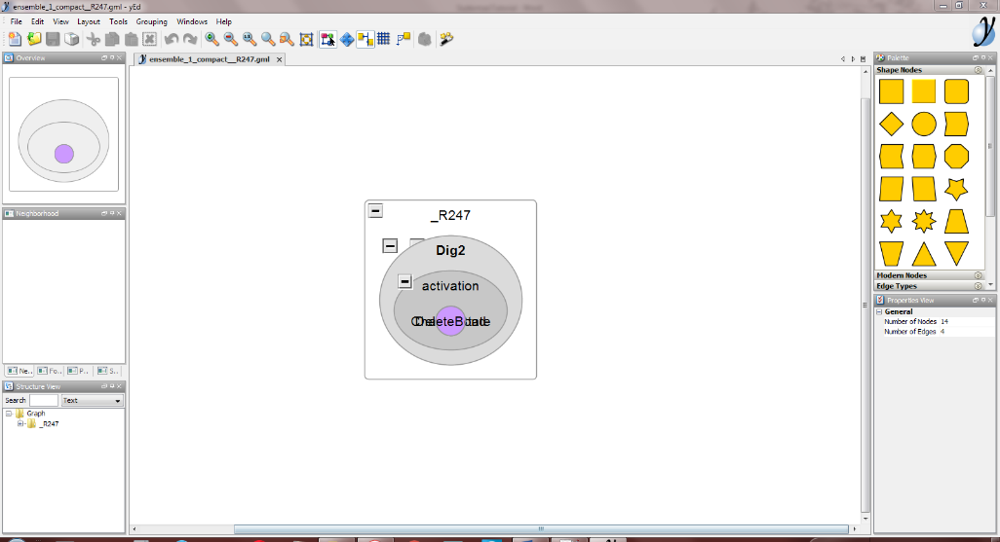 ensemble_1_compact__R247.gml - yEd
File Edit View Layout Tools Grouping Windows Help
Overview
ensemble_1_compact__R247.gml
Palette
Shape Nodes
Neighborhood
_R247
Dig2
activation
Modern Nodes
Edge Types
Properties View
General
Number of Nodes 14
Number of Edges 4
Ne.. Fo.. P.. S..
Structure View
Search Text
Graph
_R247